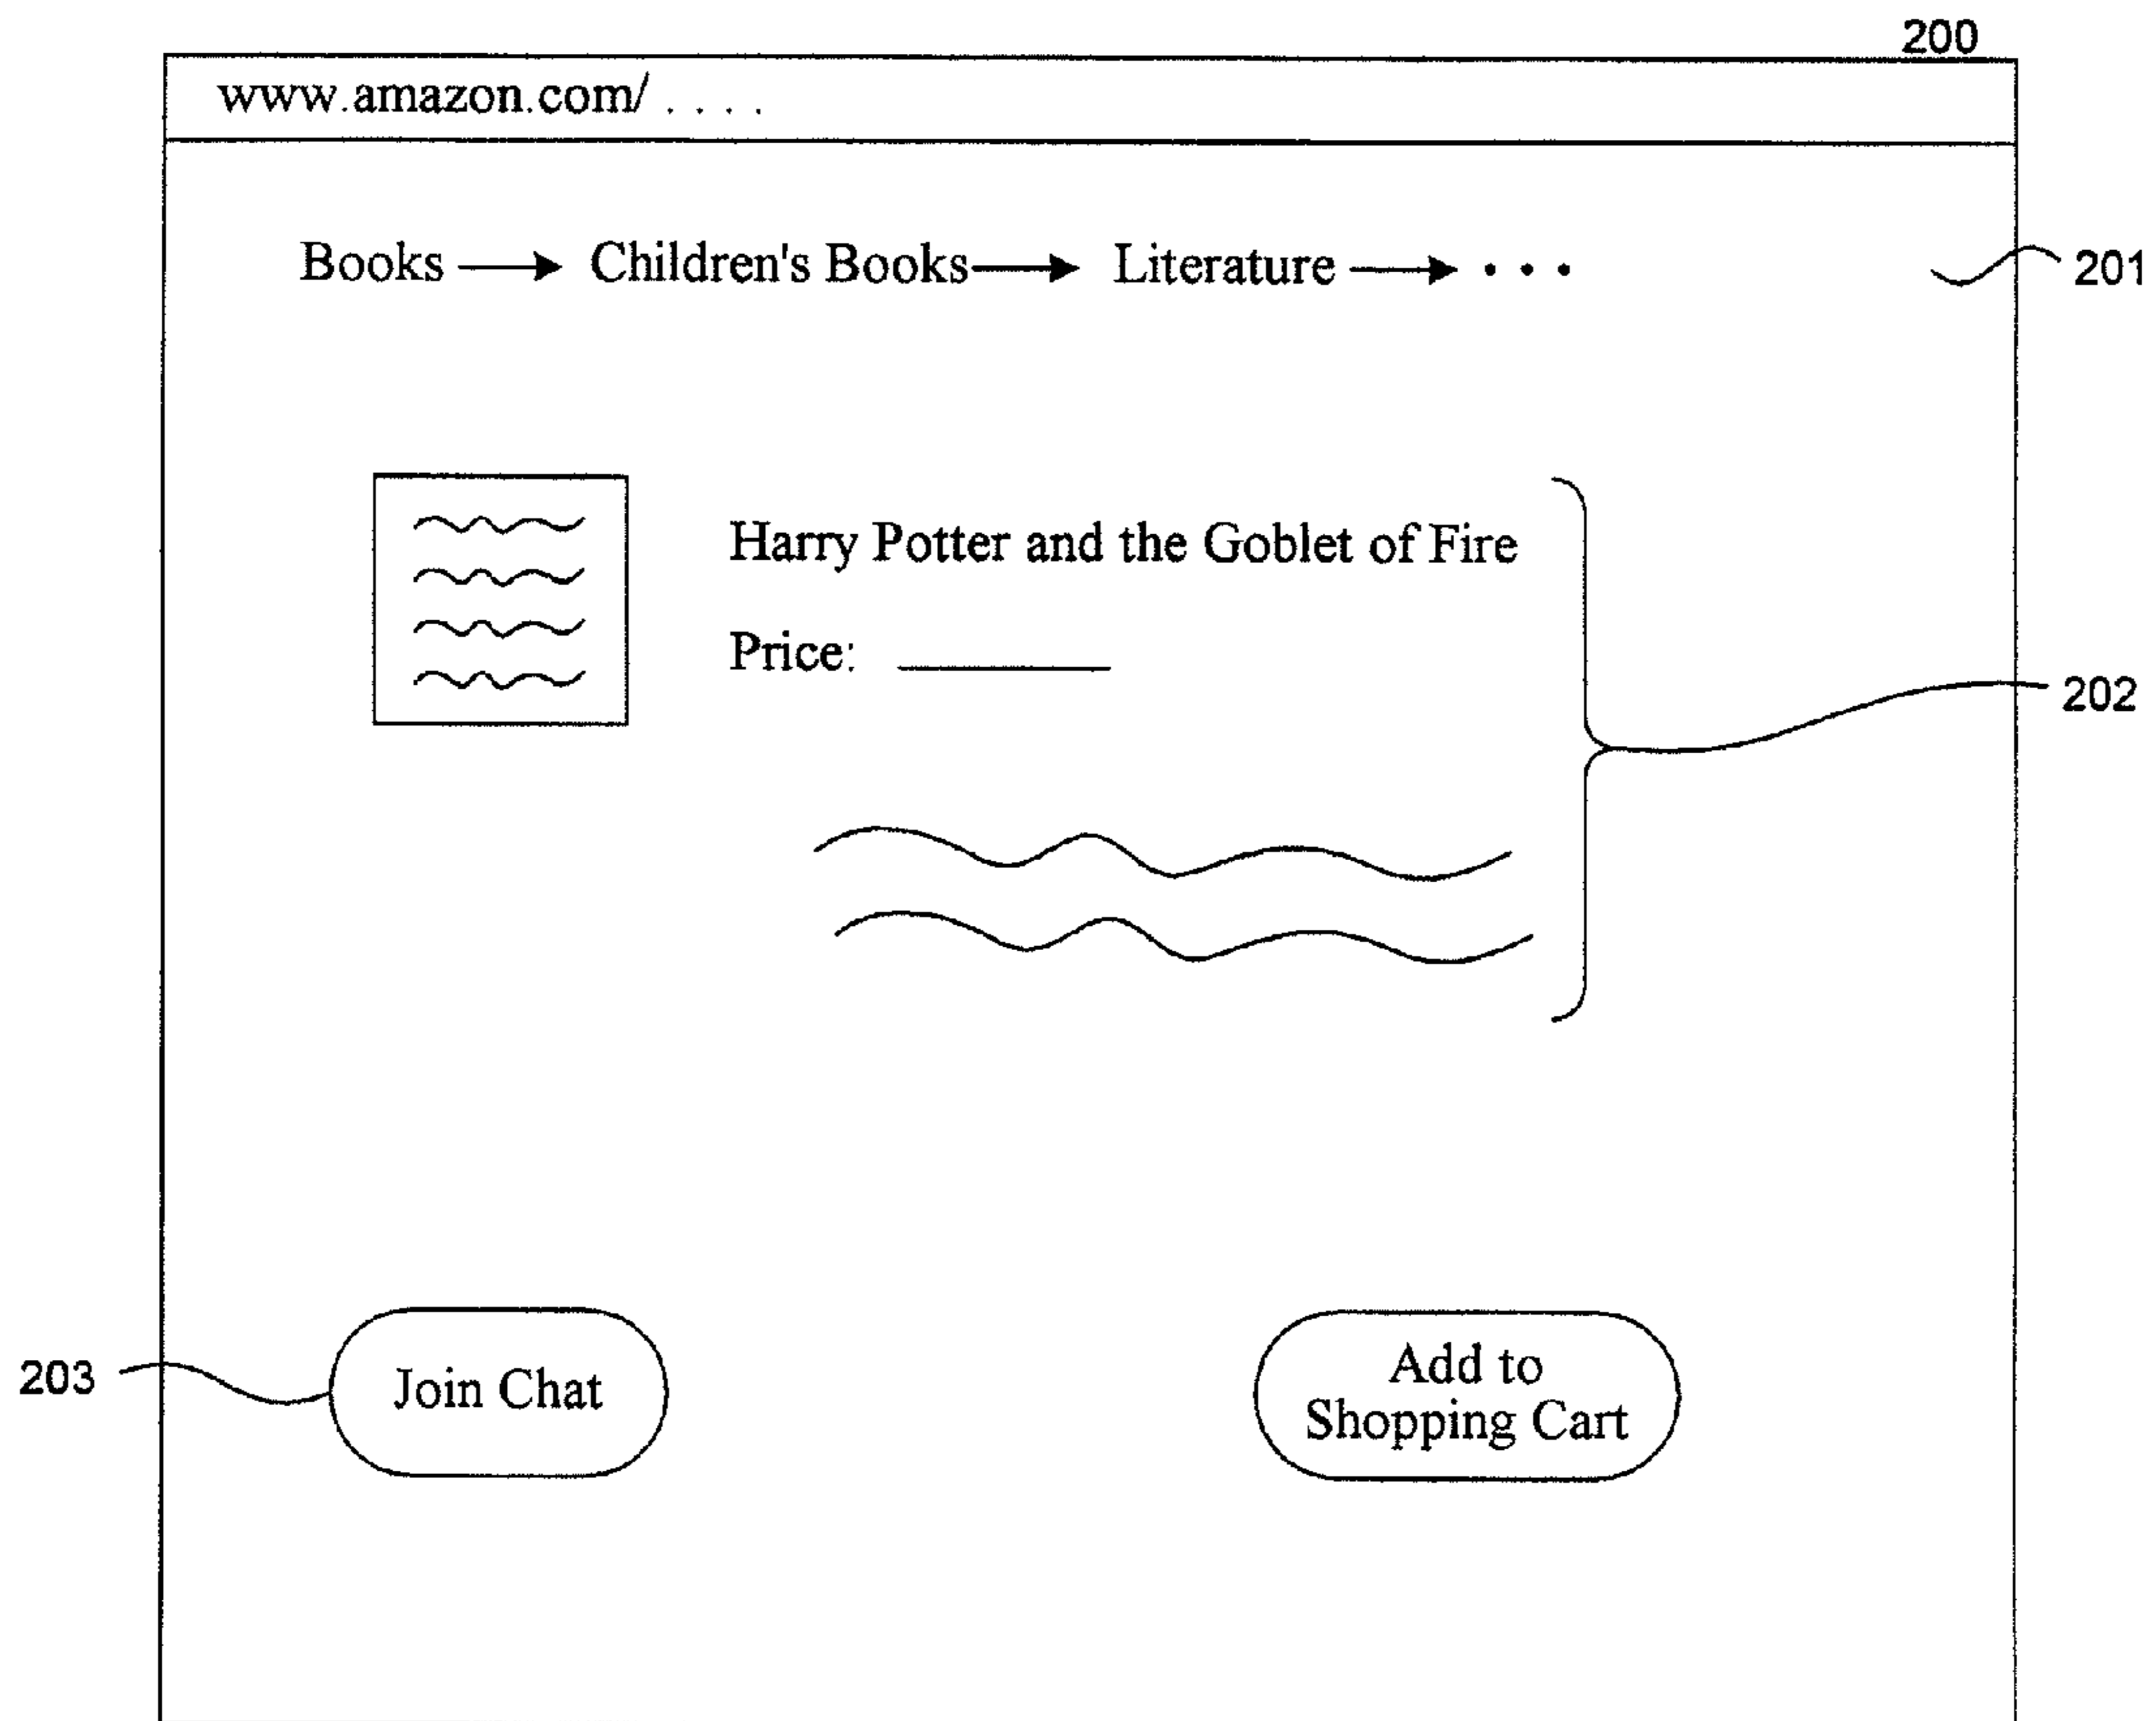 200
www.amazon.com/ . . . .
Books → Children's Books → Literature → • • •
201
Harry Potter and the Goblet of Fire
Price:
202
203
Join Chat
Add to
Shopping Cart